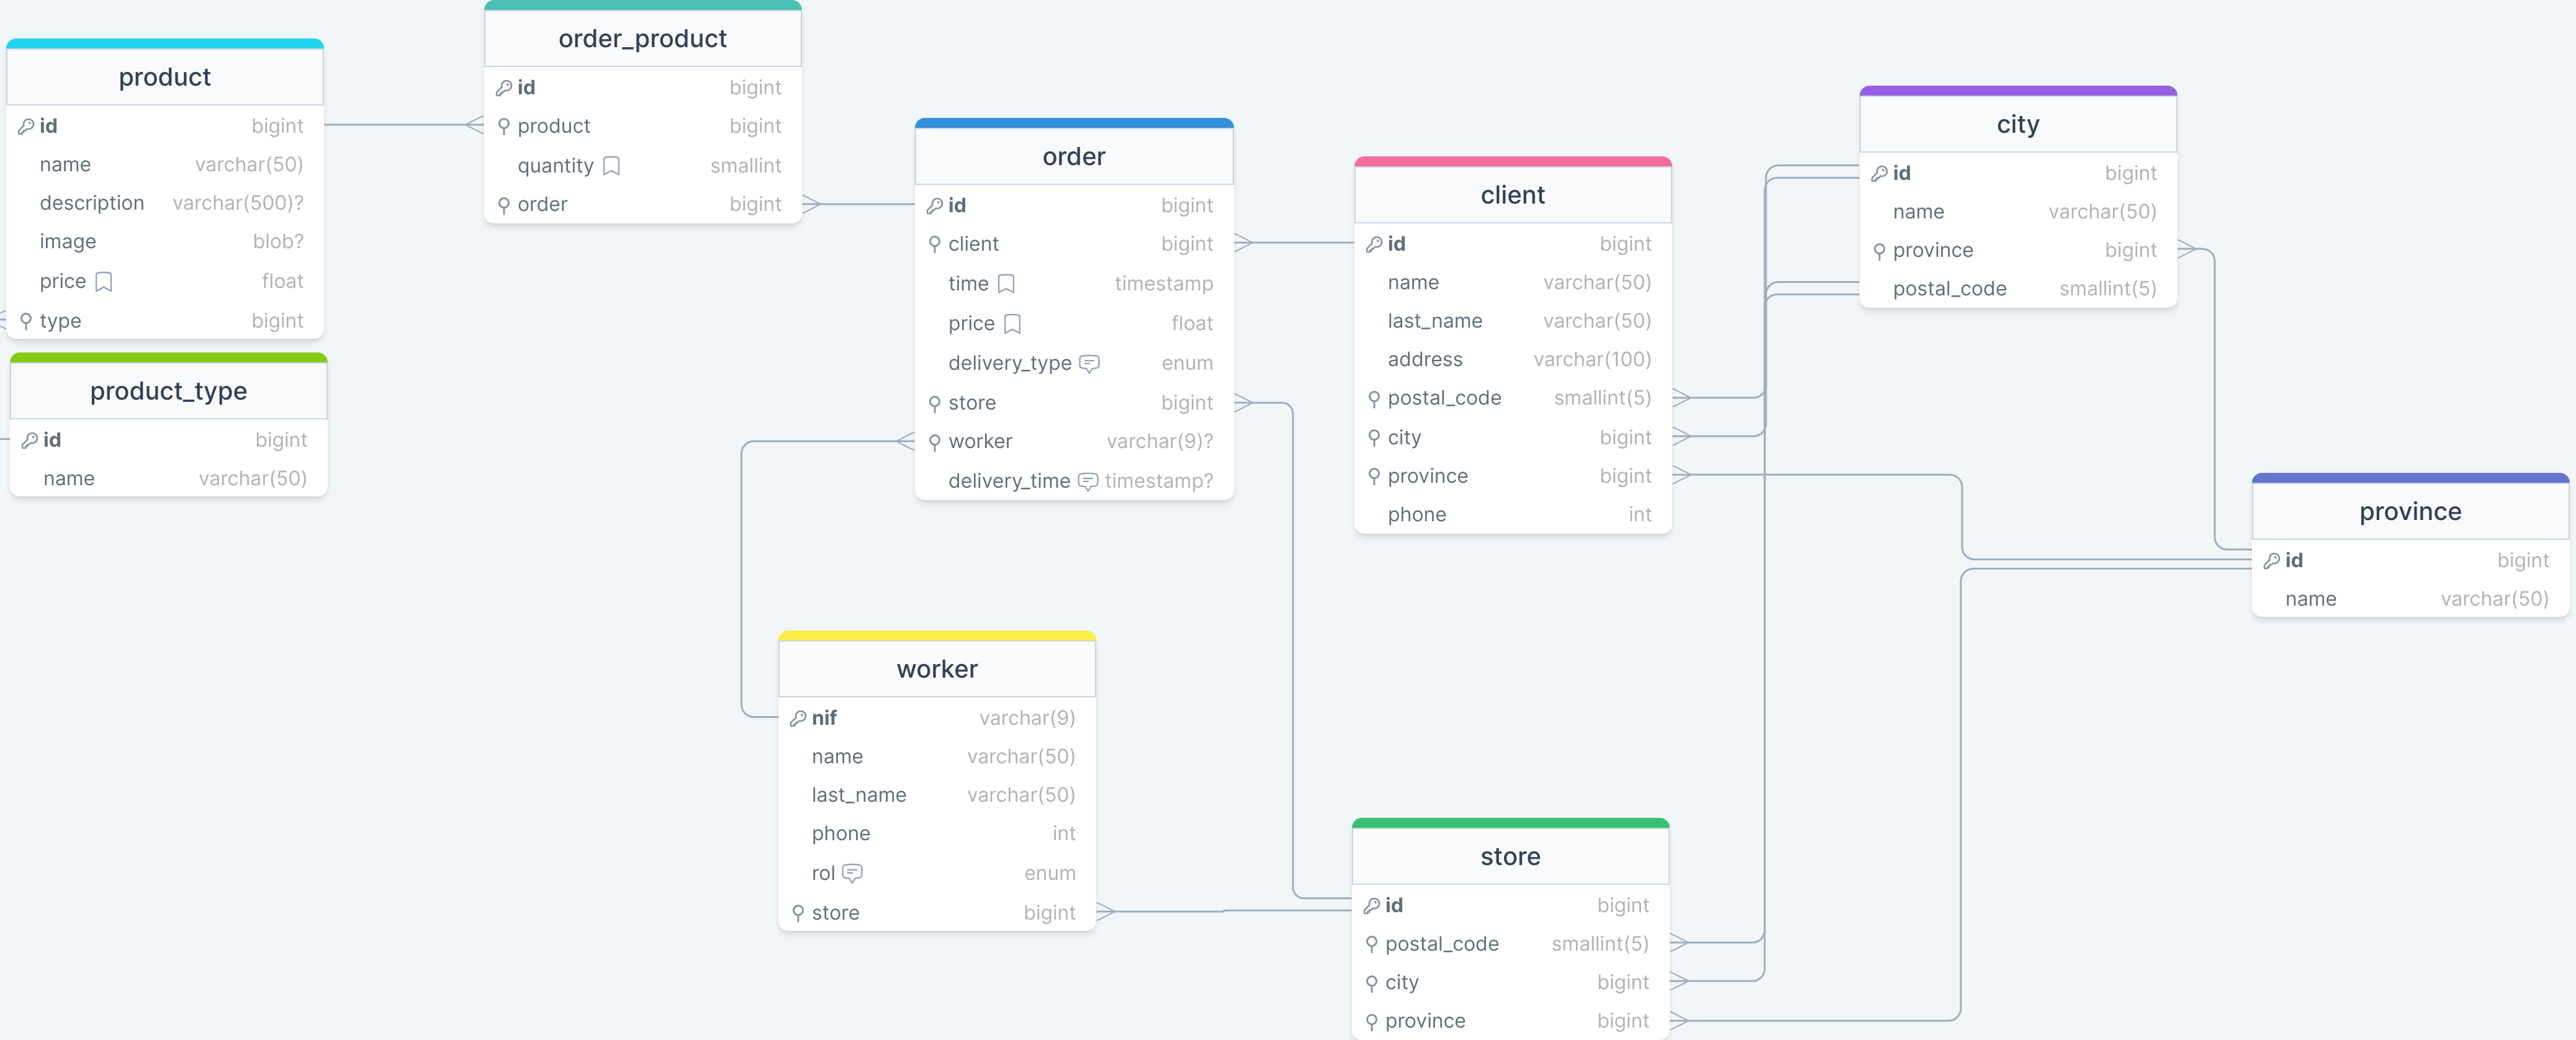 product
id bigint
name varchar(50)
description varchar(500)?
image blob?
price float
type bigint
product_type
id bigint
name varchar(50)
order_product
id bigint
product bigint
quantity smallint
order bigint
order
id bigint
client bigint
time timestamp
price float
delivery_type enum
store bigint
worker varchar(9)?
delivery_time timestamp?
worker
nif varchar(9)
name varchar(50)
last_name varchar(50)
phone int
rol enum
store bigint
client
id bigint
name varchar(50)
last_name varchar(50)
address varchar(100)
postal_code smallint(5)
city bigint
province bigint
phone int
store
id bigint
postal_code smallint(5)
city bigint
province bigint
city
id bigint
name varchar(50)
province bigint
postal_code smallint(5)
province
id bigint
name varchar(50)